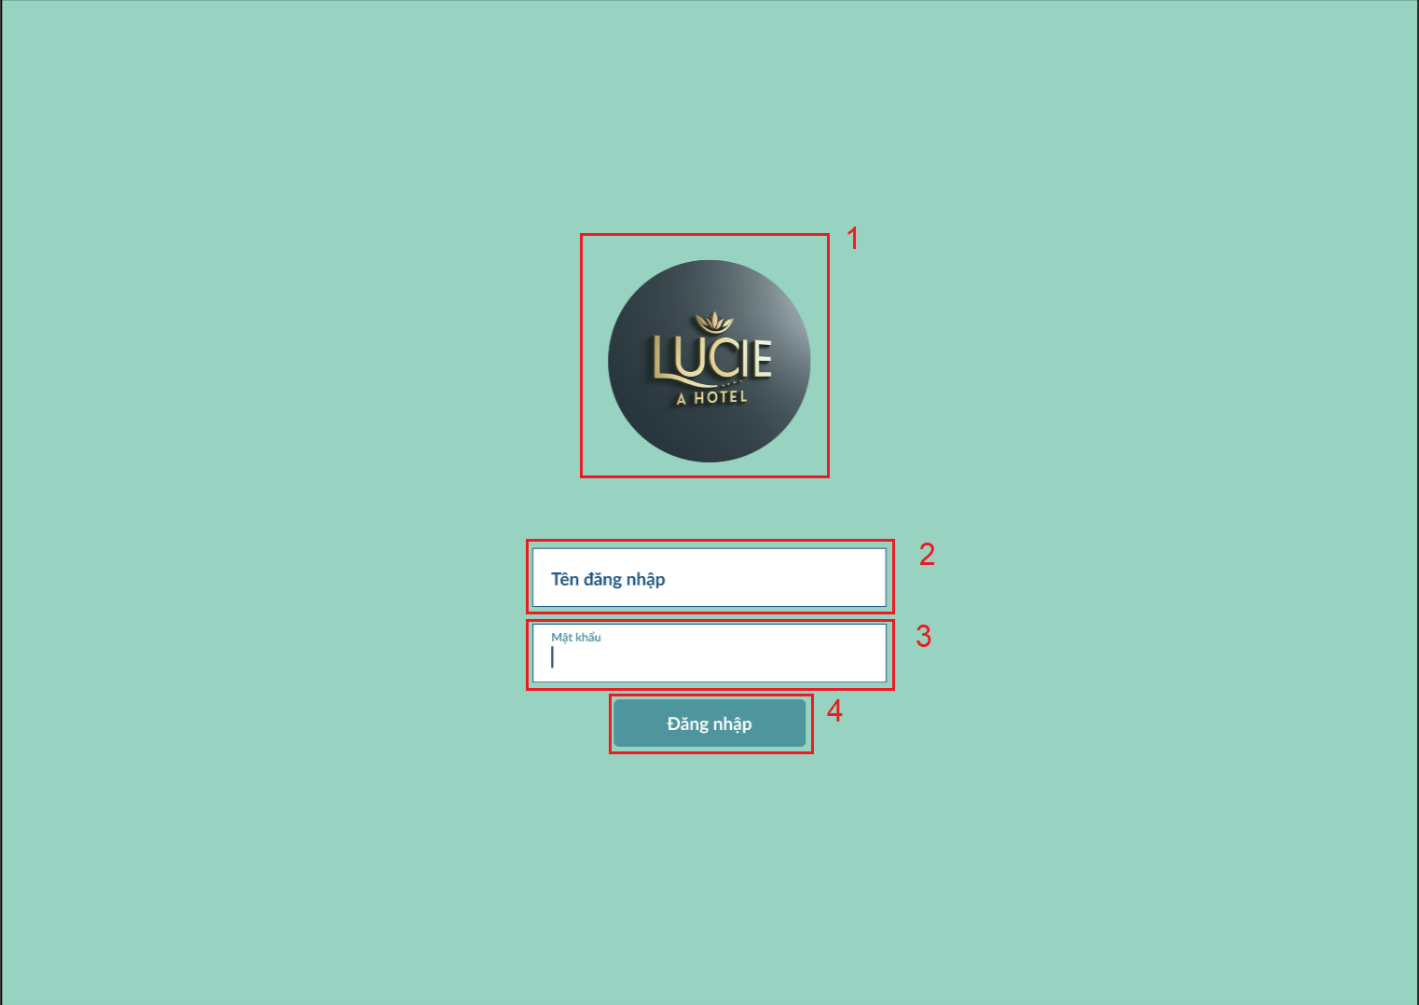 1
LUCIE
A HOTEL
2
Tên đăng nhập
3
Mật khẩu
4
Đăng nhập